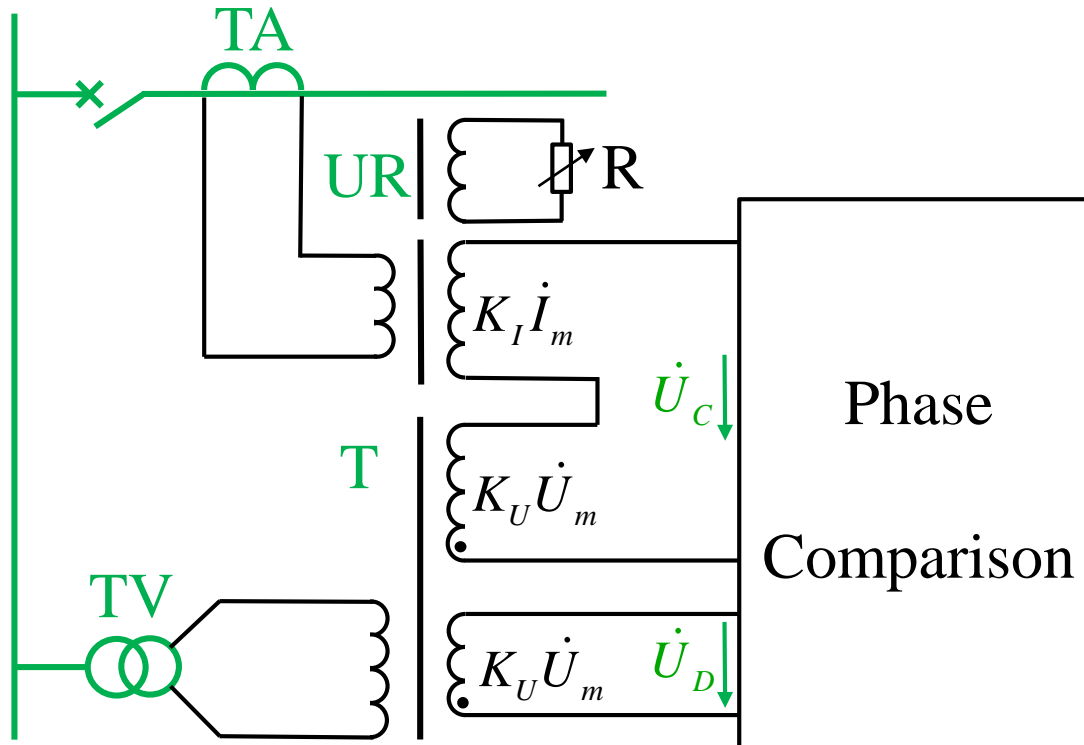 TA
UR
R
K_I İ_m
U̇_C
Phase
T
K_U U̇_m
Comparison
TV
K_U U̇_m
U̇_D